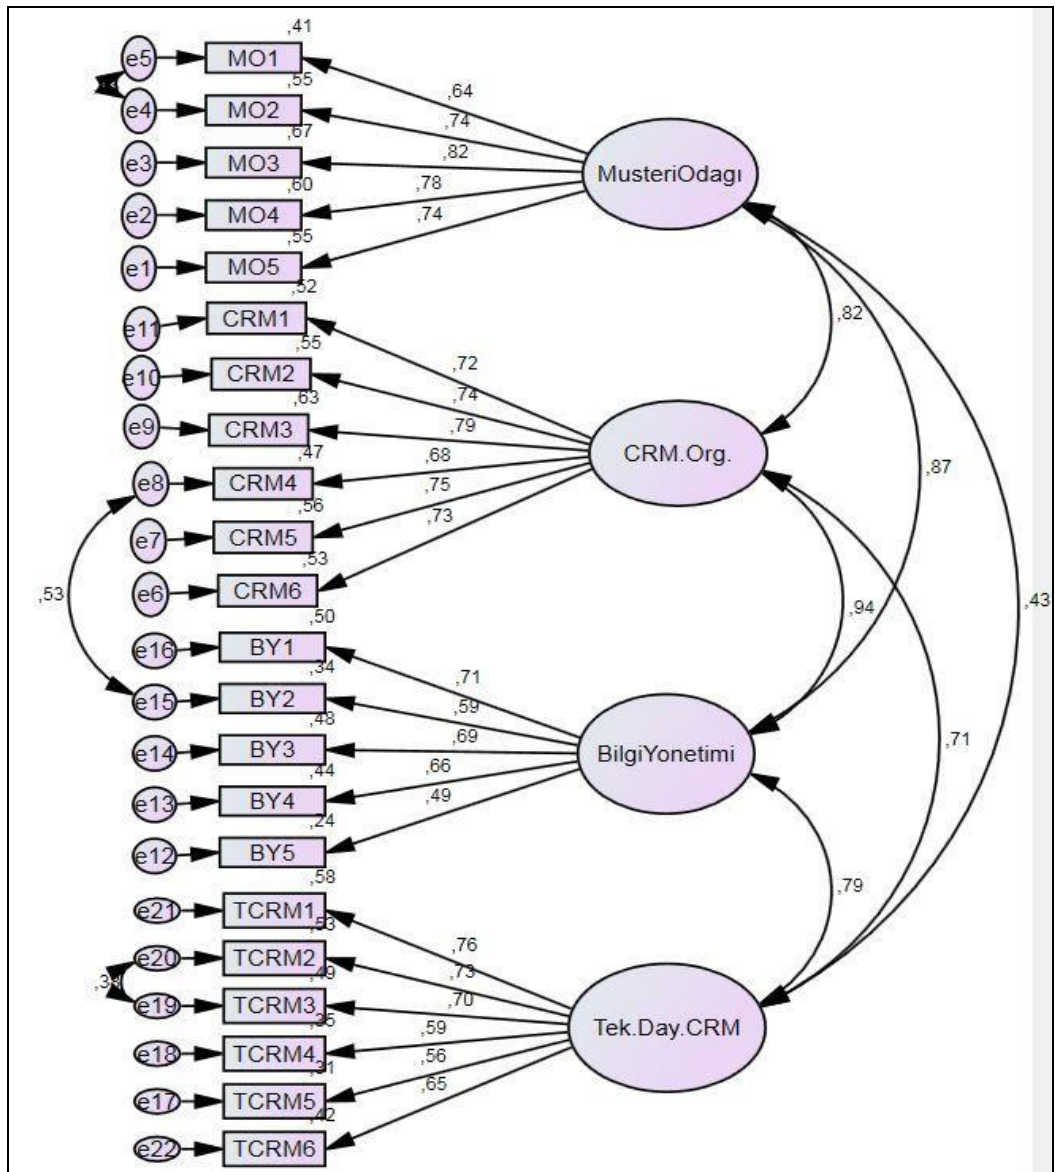 ,41
e5 MO1
,64
,55
e4 MO2
,74
,67
e3 MO3
,82
MusteriOdagı
,60
e2 MO4
,78
,55
e1 MO5
,74
,52
e11 CRM1
,82
,55
e10 CRM2
,72
,63
e9 CRM3
,74
,79
CRM.Org.
,47
e8 CRM4
,68
,87
,56
e7 CRM5
,75
,53
e6 CRM6
,73
,53
,94
,43
,50
e16 BY1
,34
e15 BY2
,71
,59
,48
e14 BY3
,69
BilgiYonetimi
,71
,44
e13 BY4
,66
,24
e12 BY5
,49
,58
e21 TCRM1
,79
,53
e20 TCRM2
,76
,73
,49
e19 TCRM3
,70
,35
e18 TCRM4
,59
Tek.Day.CRM
,31
e17 TCRM5
,56
,42
e22 TCRM6
,65